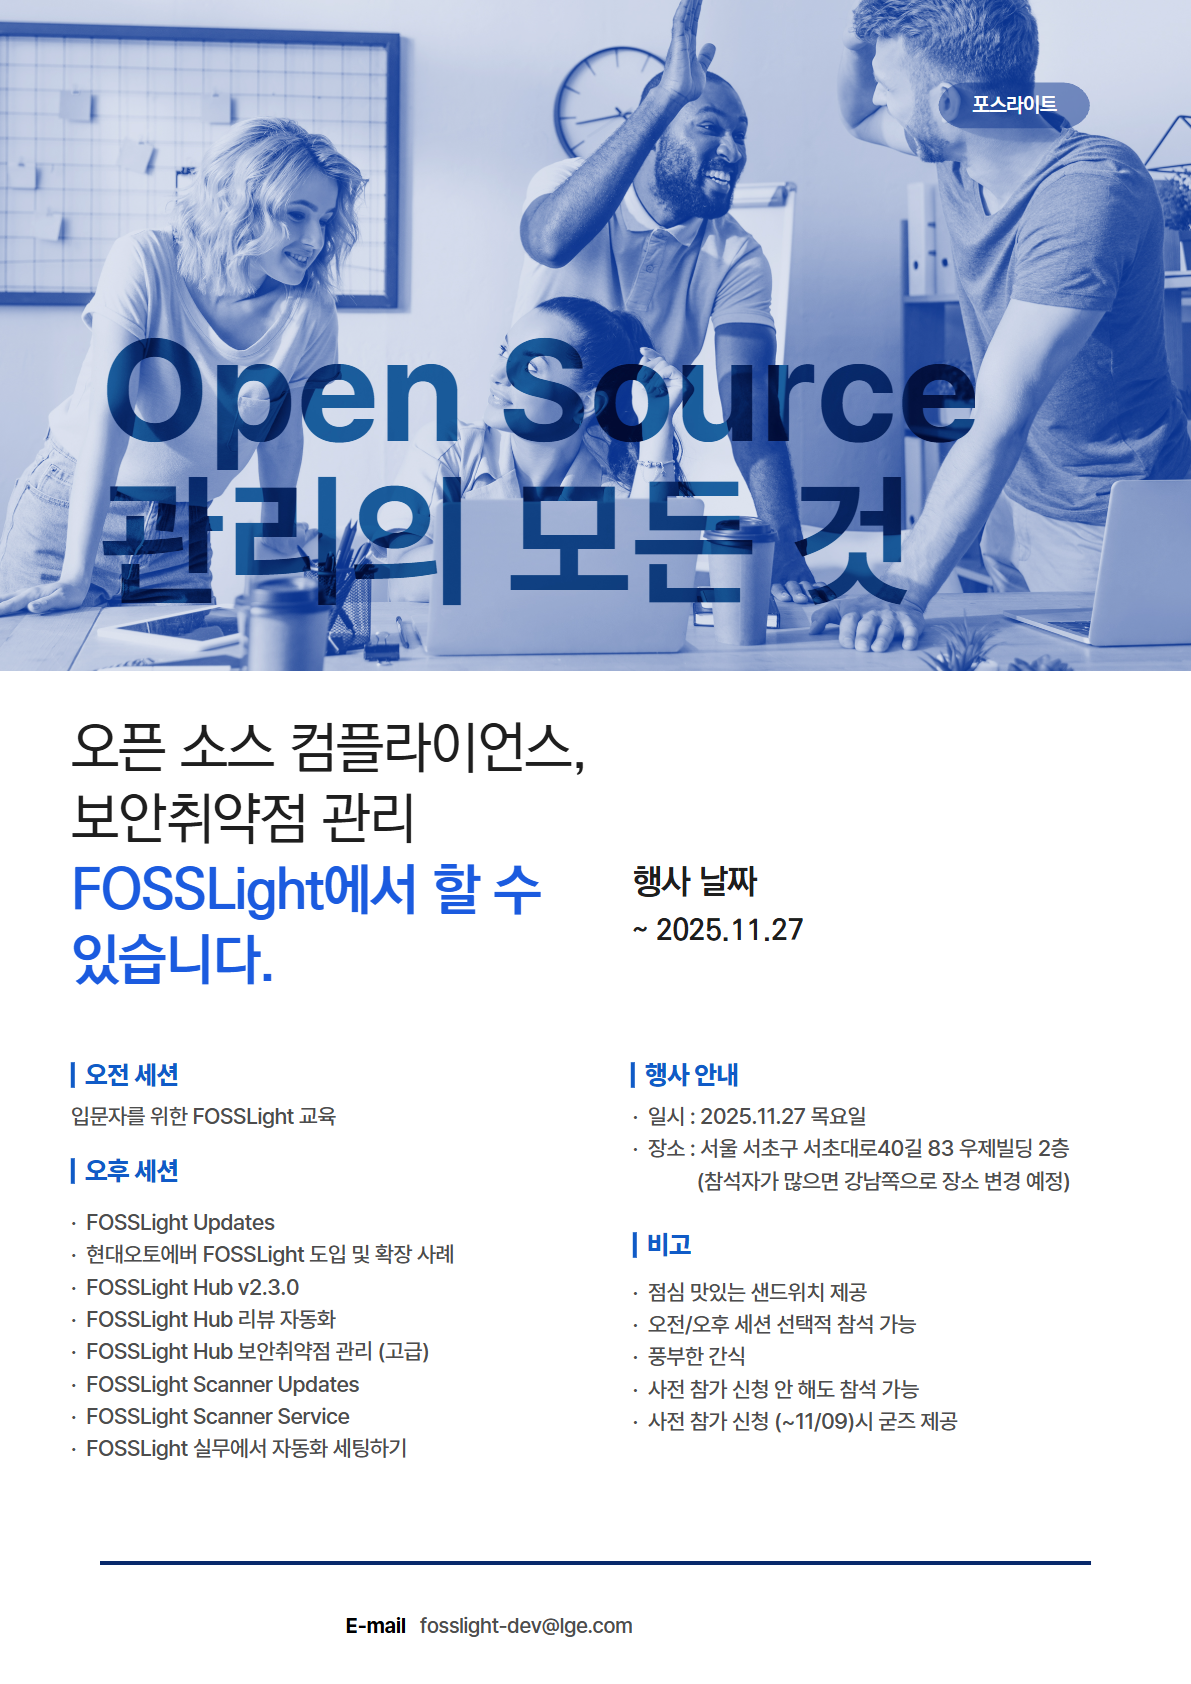 포스라이트
Open Source
관리의 모든 것
오픈 소스 컴플라이언스,
보안취약점 관리
FOSSLight에서 할 수
있습니다.
행사 날짜
~ 2025.11.27
오전 세션
입문자를 위한 FOSSLight 교육
오후 세션
· FOSSLight Updates
· 현대오토에버 FOSSLight 도입 및 확장 사례
· FOSSLight Hub v2.3.0
· FOSSLight Hub 리뷰 자동화
· FOSSLight Hub 보안취약점 관리 (고급)
· FOSSLight Scanner Updates
· FOSSLight Scanner Service
· FOSSLight 실무에서 자동화 세팅하기
행사 안내
· 일시 : 2025.11.27 목요일
· 장소 : 서울 서초구 서초대로40길 83 우제빌딩 2층
(참석자가 많으면 강남쪽으로 장소 변경 예정)
비고
· 점심 맛있는 샌드위치 제공
· 오전/오후 세션 선택적 참석 가능
· 풍부한 간식
· 사전 참가 신청 안 해도 참석 가능
· 사전 참가 신청 (~11/09)시 굳즈 제공
E-mail fosslight-dev@lge.com